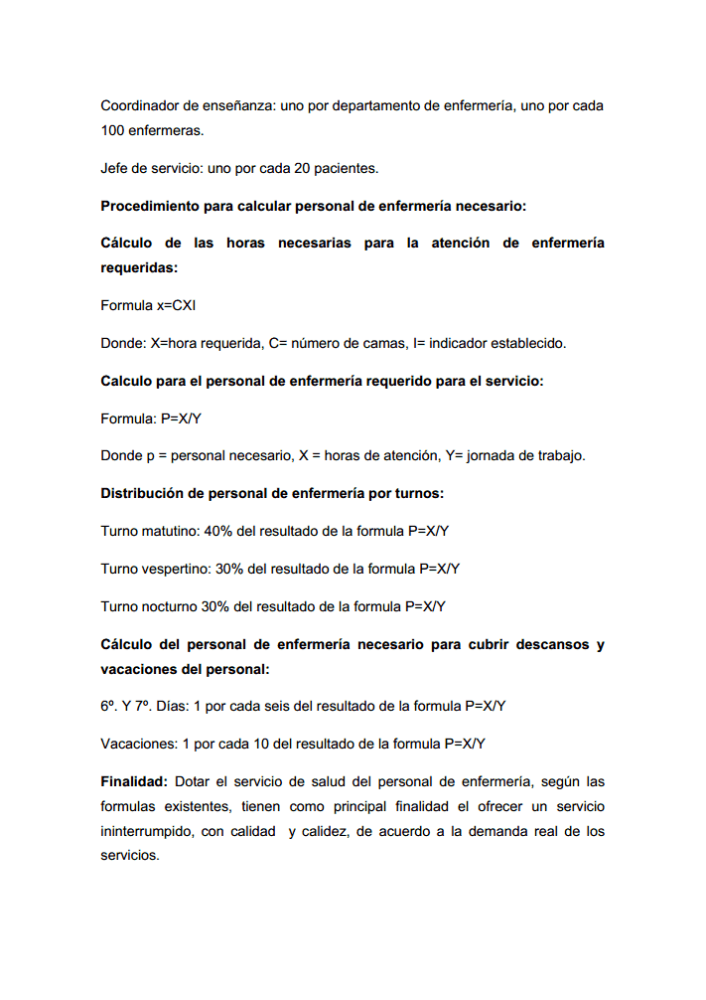 Coordinador de enseñanza: uno por departamento de enfermería, uno por cada
100 enfermeras.
Jefe de servicio: uno por cada 20 pacientes.
Procedimiento para calcular personal de enfermería necesario:
Cálculo de las horas necesarias para la atención de enfermería
requeridas:
Formula x=CXI
Donde: X=hora requerida, C= número de camas, I= indicador establecido.
Calculo para el personal de enfermería requerido para el servicio:
Formula: P=X/Y
Donde p = personal necesario, X = horas de atención, Y= jornada de trabajo.
Distribución de personal de enfermería por turnos:
Turno matutino: 40% del resultado de la formula P=X/Y
Turno vespertino: 30% del resultado de la formula P=X/Y
Turno nocturno 30% del resultado de la formula P=X/Y
Cálculo del personal de enfermería necesario para cubrir descansos y
vacaciones del personal:
6º. Y 7º. Días: 1 por cada seis del resultado de la formula P=X/Y
Vacaciones: 1 por cada 10 del resultado de la formula P=X/Y
Finalidad: Dotar el servicio de salud del personal de enfermería, según las
formulas existentes, tienen como principal finalidad el ofrecer un servicio
ininterrumpido, con calidad  y calidez, de acuerdo a la demanda real de los
servicios.